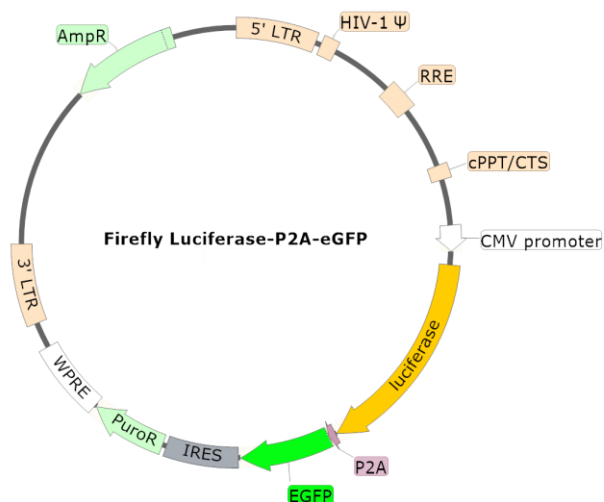 AmpR
5' LTR
HIV-1 Ψ
RRE
cPPT/CTS
CMV promoter
Firefly Luciferase-P2A-eGFP
luciferase
P2A
EGFP
IRES
PuroR
WPRE
3' LTR